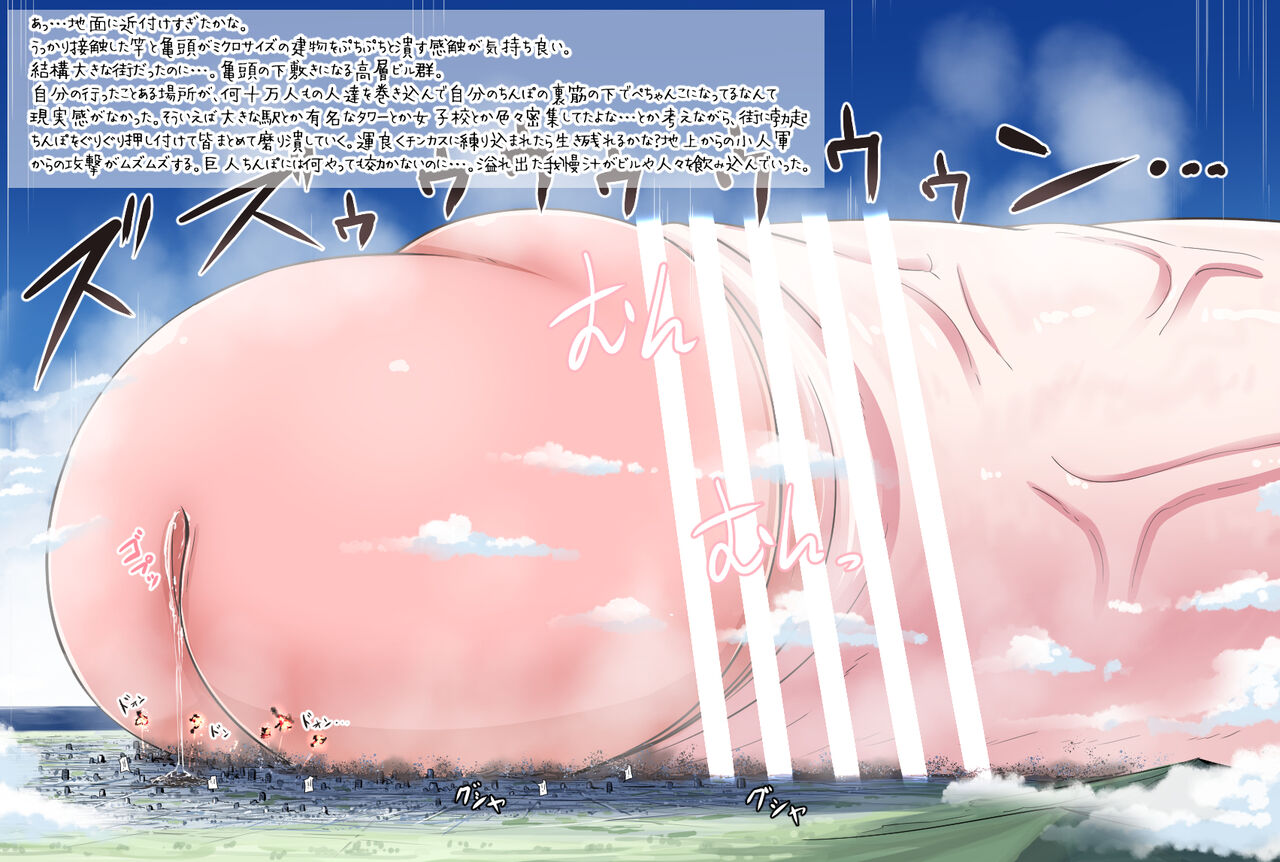 あっ…地面に近付けすぎたかな。
うっかり接触した竿と亀頭がミクロサイズの建物をぷちぷちと潰す感触が気持ち良い。
結構大きな街だったのに…。亀頭の下敷きになる高層ビル群。
自分の行ったことある場所が、何十万人もの人達を巻き込んで自分のちんぽの裏筋の下でぺちゃんこになってるなんて
現実感がなかった。そういえば大きな駅とか有名なタワーとか女子校とか色々密集してたよな…とか考えながら、街に勃起
ちんぽをぐりぐり押し付けて皆まとめて磨り潰していく。運良くチンカスに練り込まれたら生き残れるかな?地上からの小人軍
からの攻撃がムズムズする。巨人ちんぽには何やっても効かないのに…。溢れ出た我慢汁がビルや人々を飲み込んでいった。
ズズゥゥゥゥゥゥン…
むん
むんっ
ゴプッ
ドォン
ドン
ドォン…
グシャ
グシャ